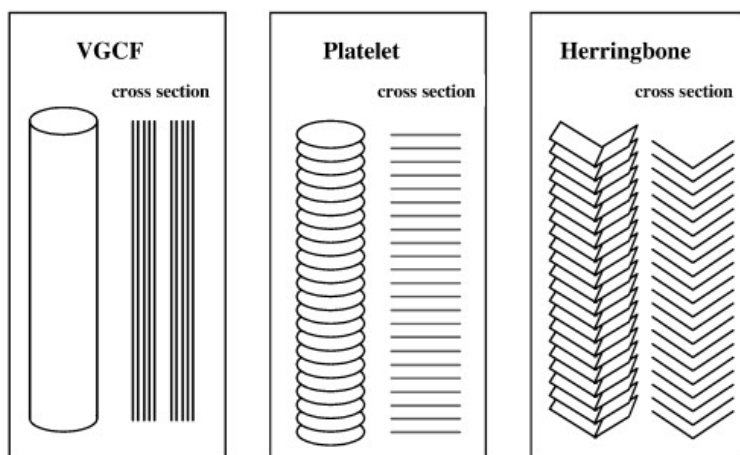 VGCF
cross section
Platelet
cross section
Herringbone
cross section